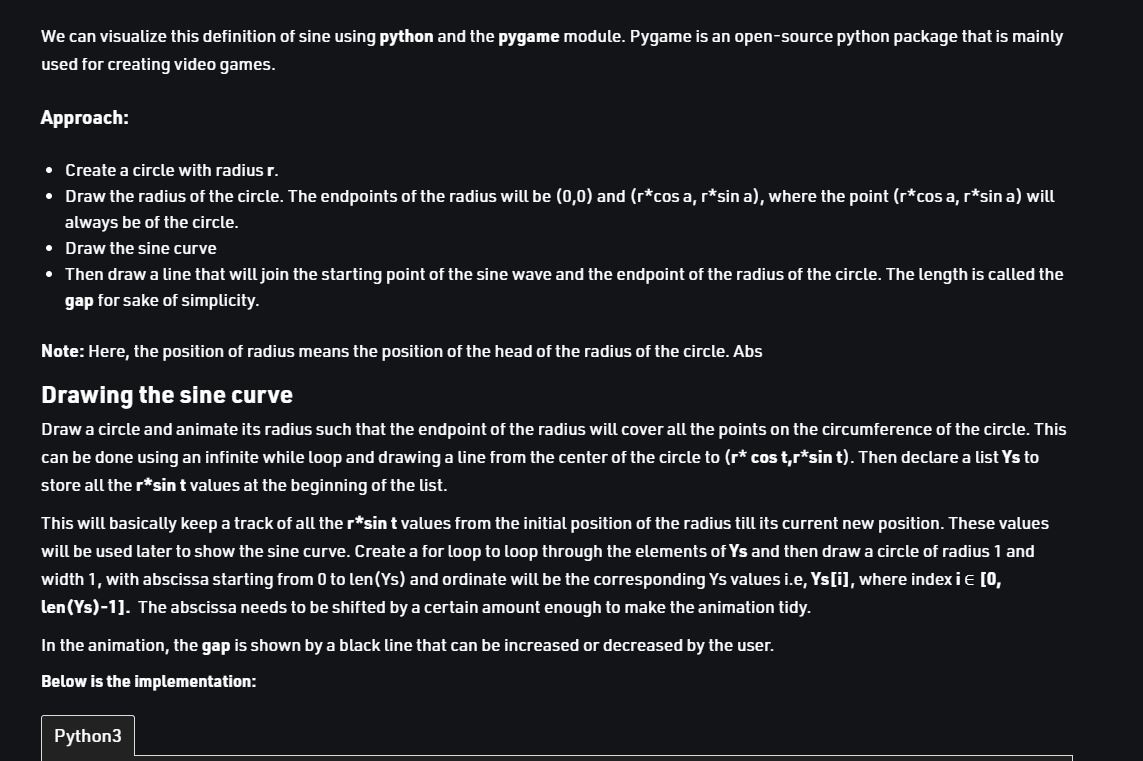 We can visualize this definition of sine using python and the pygame module. Pygame is an open-source python package that is mainly
used for creating video games.
Approach:
• Create a circle with radius r.
• Draw the radius of the circle. The endpoints of the radius will be (0,0) and (r*cos a, r*sin a), where the point (r*cos a, r*sin a) will
always be of the circle.
• Draw the sine curve
• Then draw a line that will join the starting point of the sine wave and the endpoint of the radius of the circle. The length is called the
gap for sake of simplicity.
Note: Here, the position of radius means the position of the head of the radius of the circle. Abs
Drawing the sine curve
Draw a circle and animate its radius such that the endpoint of the radius will cover all the points on the circumference of the circle. This
can be done using an infinite while loop and drawing a line from the center of the circle to (r* cos t,r*sin t). Then declare a list Ys to
store all the r*sin t values at the beginning of the list.
This will basically keep a track of all the r*sin t values from the initial position of the radius till its current new position. These values
will be used later to show the sine curve. Create a for loop to loop through the elements of Ys and then draw a circle of radius 1 and
width 1, with abscissa starting from 0 to len(Ys) and ordinate will be the corresponding Ys values i.e, Ys[i], where index i ∈ [0,
len(Ys)-1]. The abscissa needs to be shifted by a certain amount enough to make the animation tidy.
In the animation, the gap is shown by a black line that can be increased or decreased by the user.
Below is the implementation:
Python3